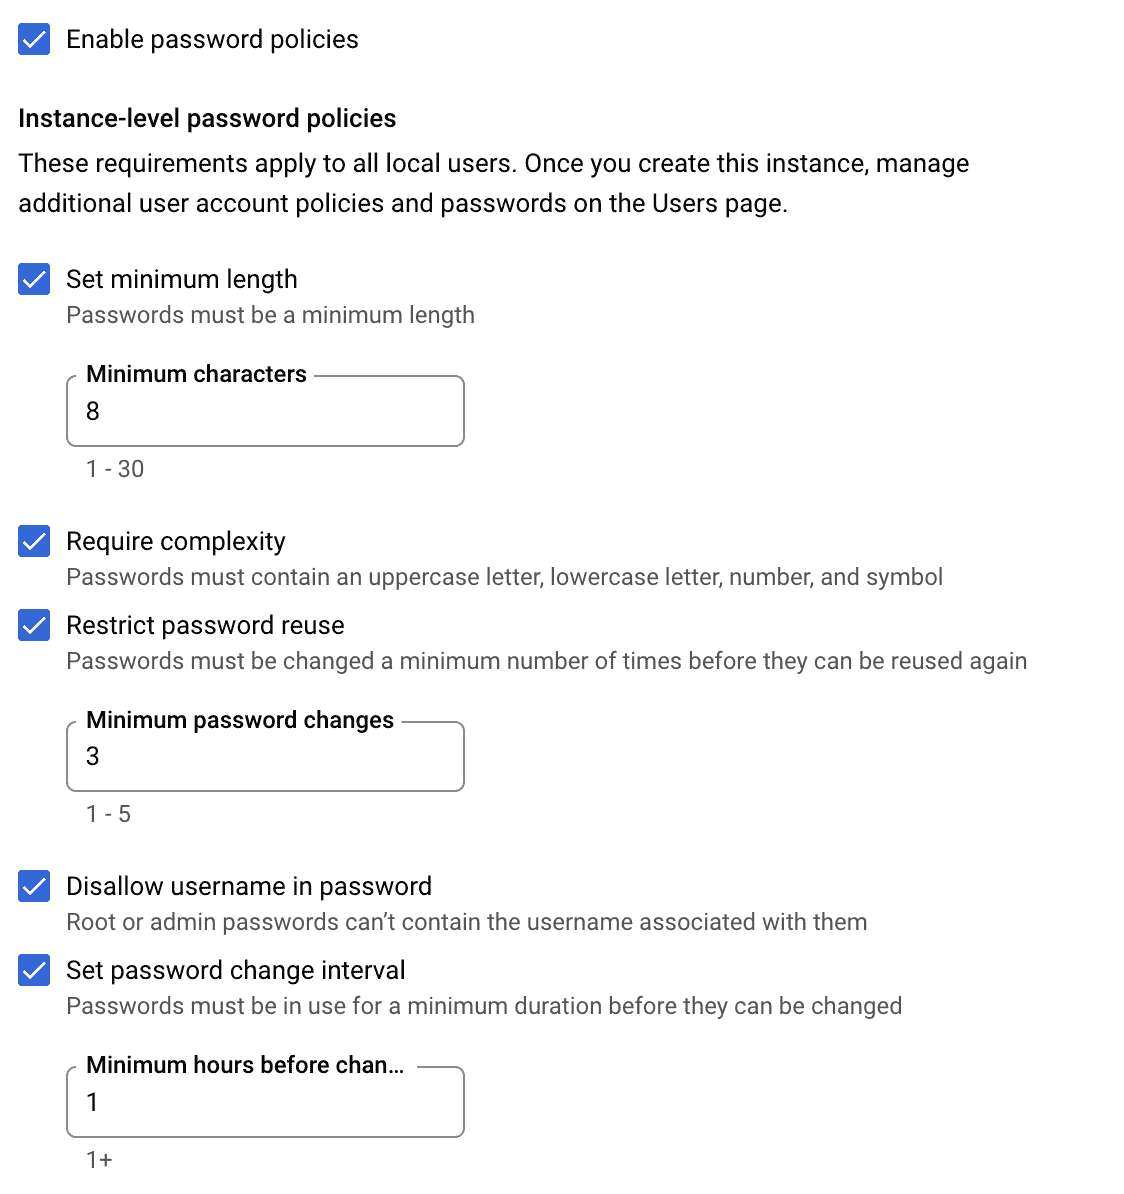 Enable password policies
Instance-level password policies
These requirements apply to all local users. Once you create this instance, manage
additional user account policies and passwords on the Users page.
Set minimum length
Passwords must be a minimum length
Minimum characters
8
1 - 30
Require complexity
Passwords must contain an uppercase letter, lowercase letter, number, and symbol
Restrict password reuse
Passwords must be changed a minimum number of times before they can be reused again
Minimum password changes
3
1 - 5
Disallow username in password
Root or admin passwords can’t contain the username associated with them
Set password change interval
Passwords must be in use for a minimum duration before they can be changed
Minimum hours before chan...
1
1+